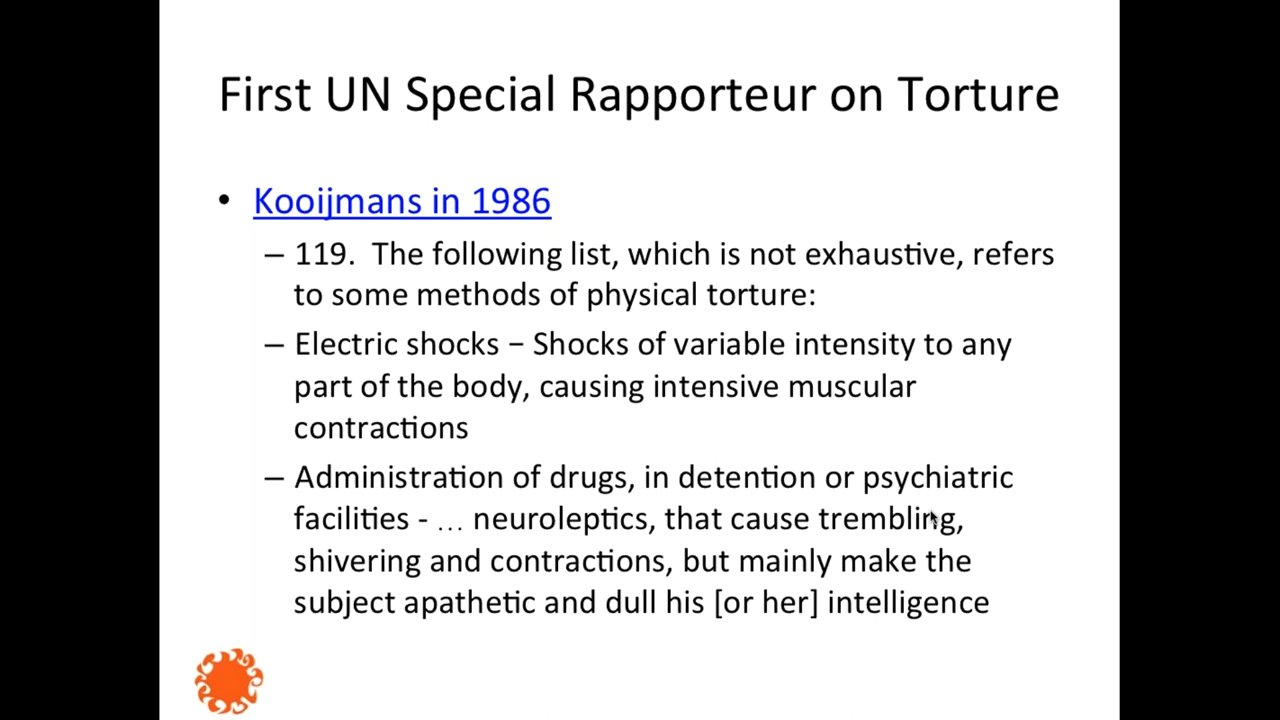 First UN Special Rapporteur on Torture
• Kooijmans in 1986
– 119.  The following list, which is not exhaustive, refers
to some methods of physical torture:
– Electric shocks − Shocks of variable intensity to any
part of the body, causing intensive muscular
contractions
– Administration of drugs, in detention or psychiatric
facilities - … neuroleptics, that cause trembling,
shivering and contractions, but mainly make the
subject apathetic and dull his [or her] intelligence